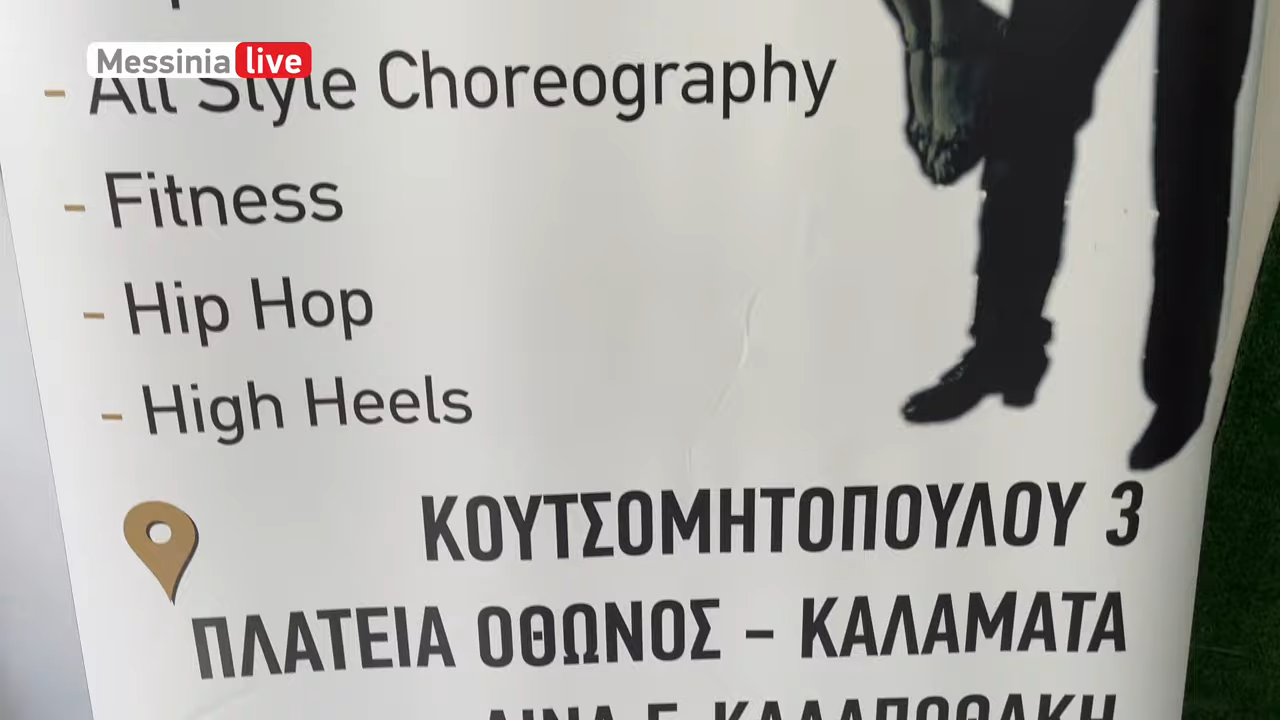 Messinia live
- All Style Choreography
- Fitness
- Hip Hop
- High Heels
ΚΟΥΤΣΟΜΗΤΟΠΟΥΛΟΥ 3
ΠΛΑΤΕΙΑ ΟΘΩΝΟΣ – ΚΑΛΑΜΑΤΑ